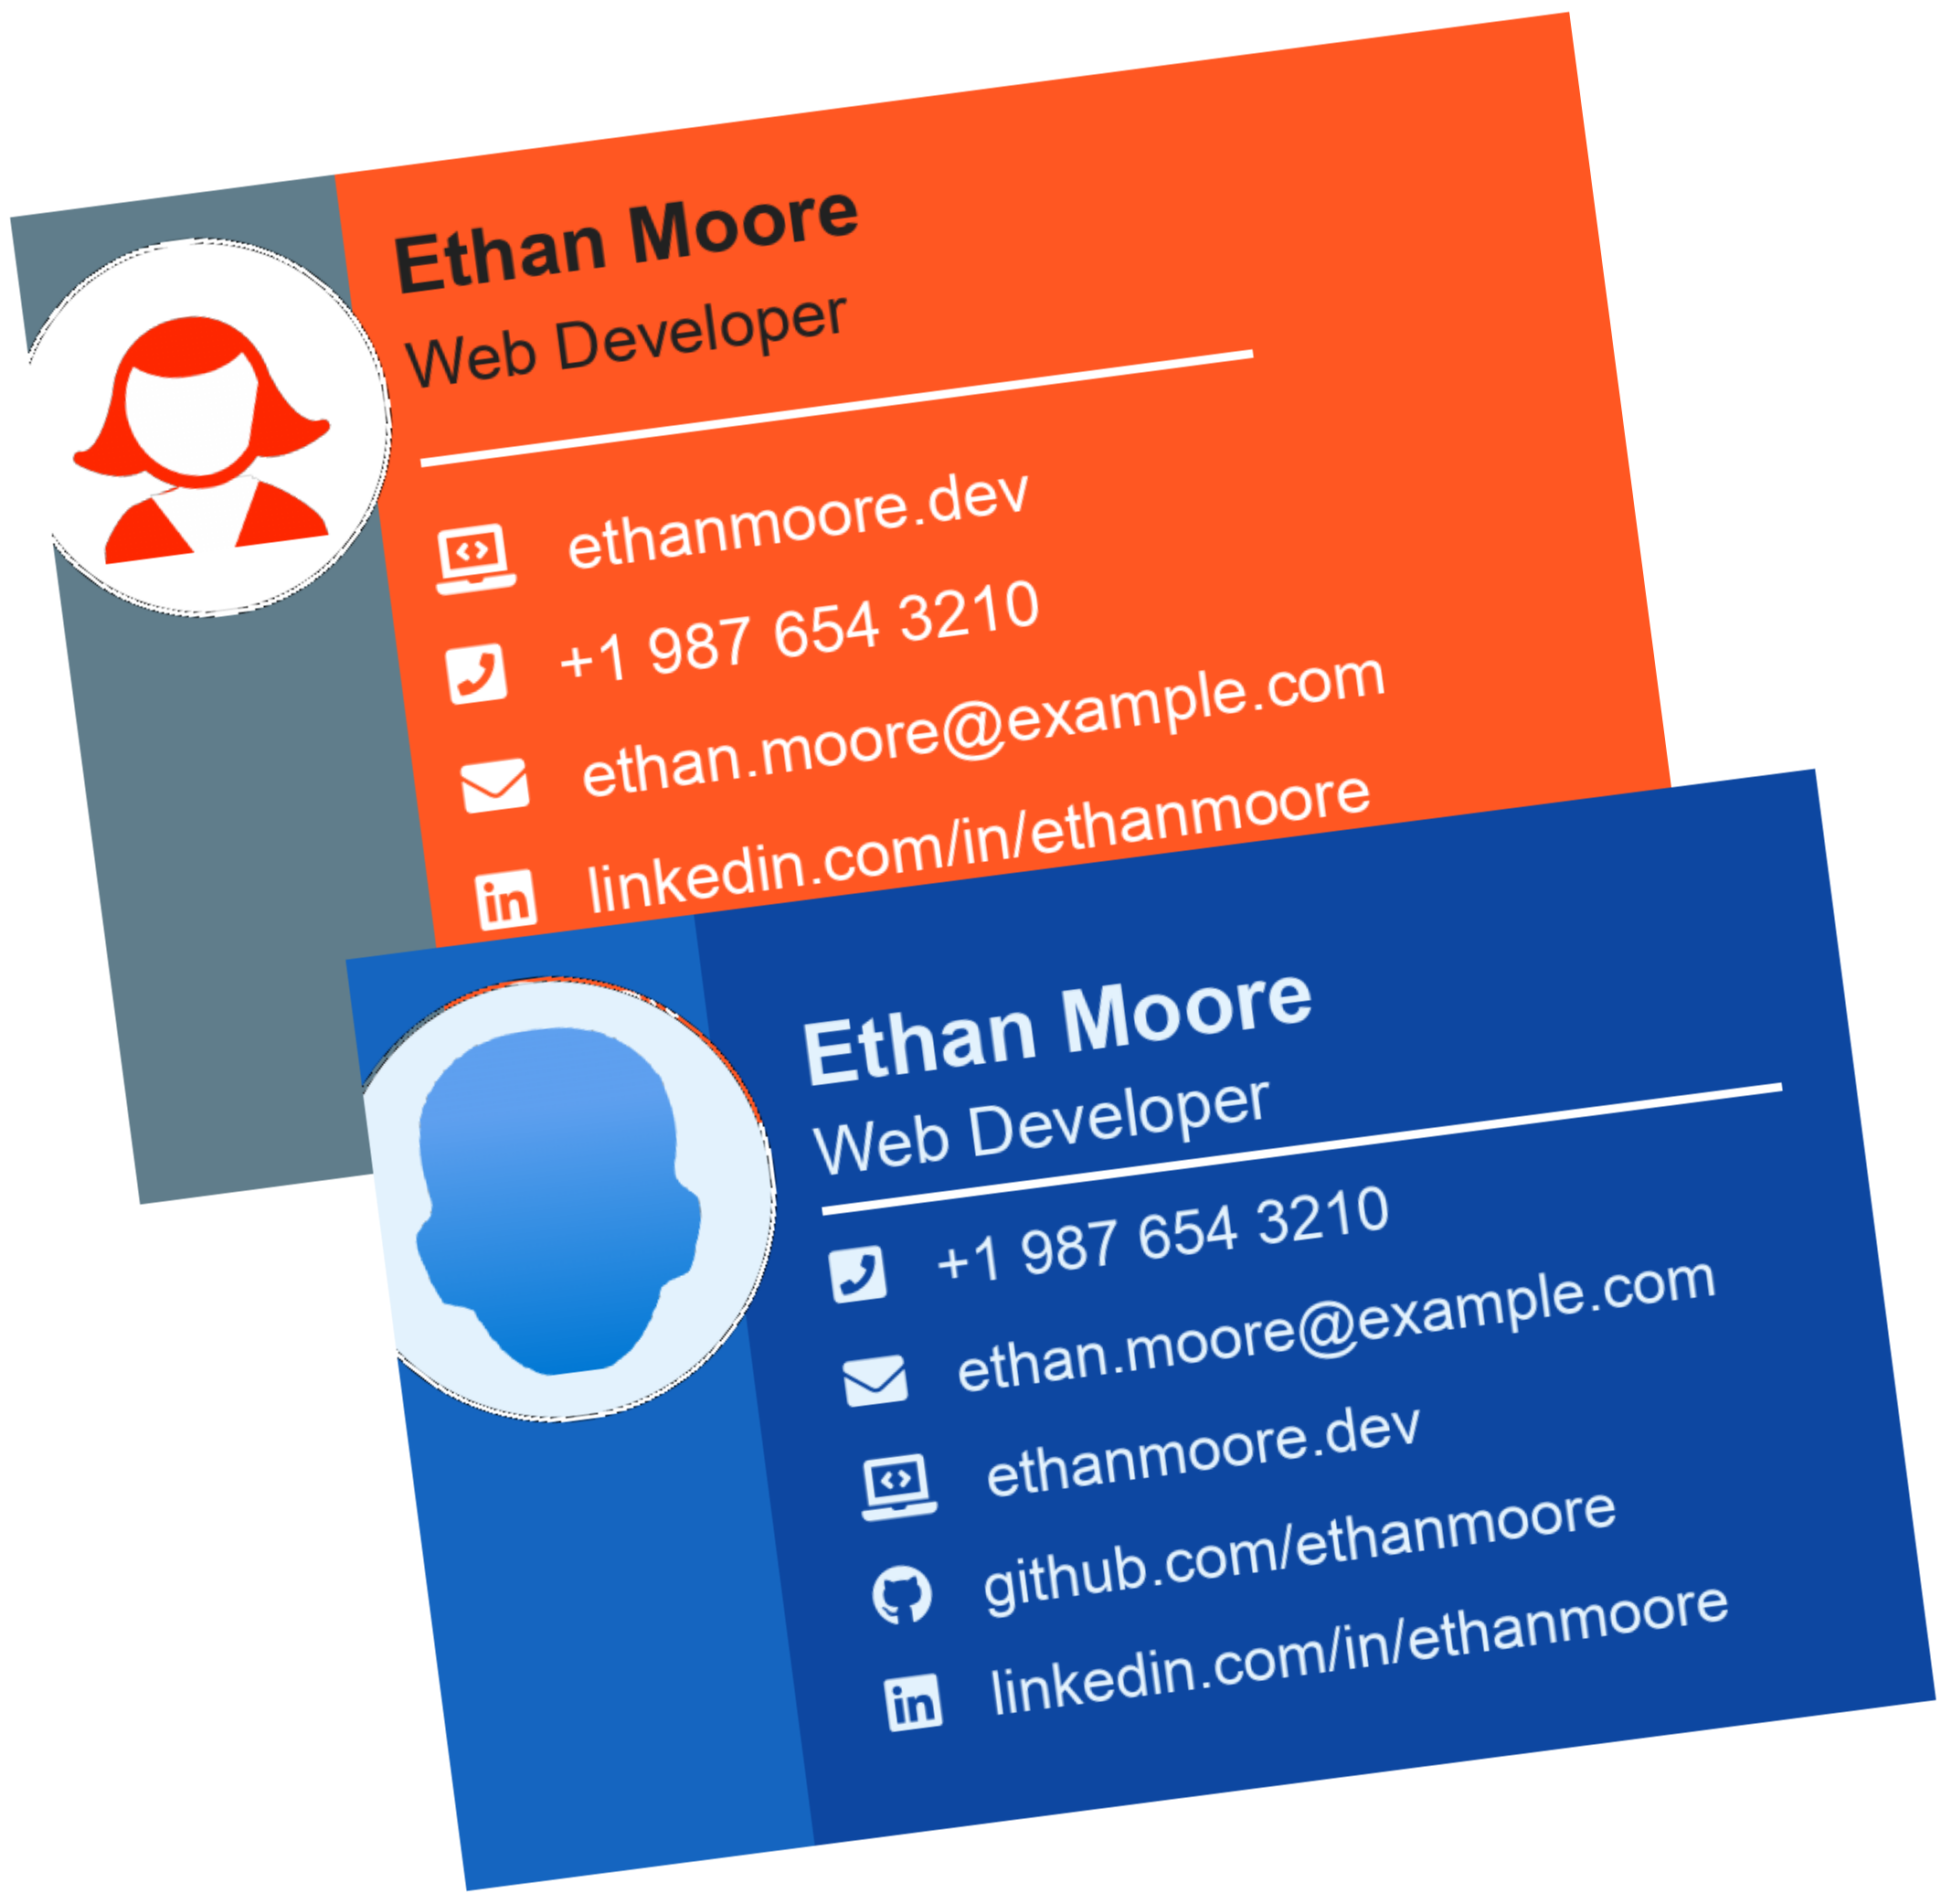 Ethan Moore
Web Developer
ethanmoore.dev
+1 987 654 3210
ethan.moore@example.com
linkedin.com/in/ethanmoore
Ethan Moore
Web Developer
+1 987 654 3210
ethan.moore@example.com
ethanmoore.dev
github.com/ethanmoore
linkedin.com/in/ethanmoore